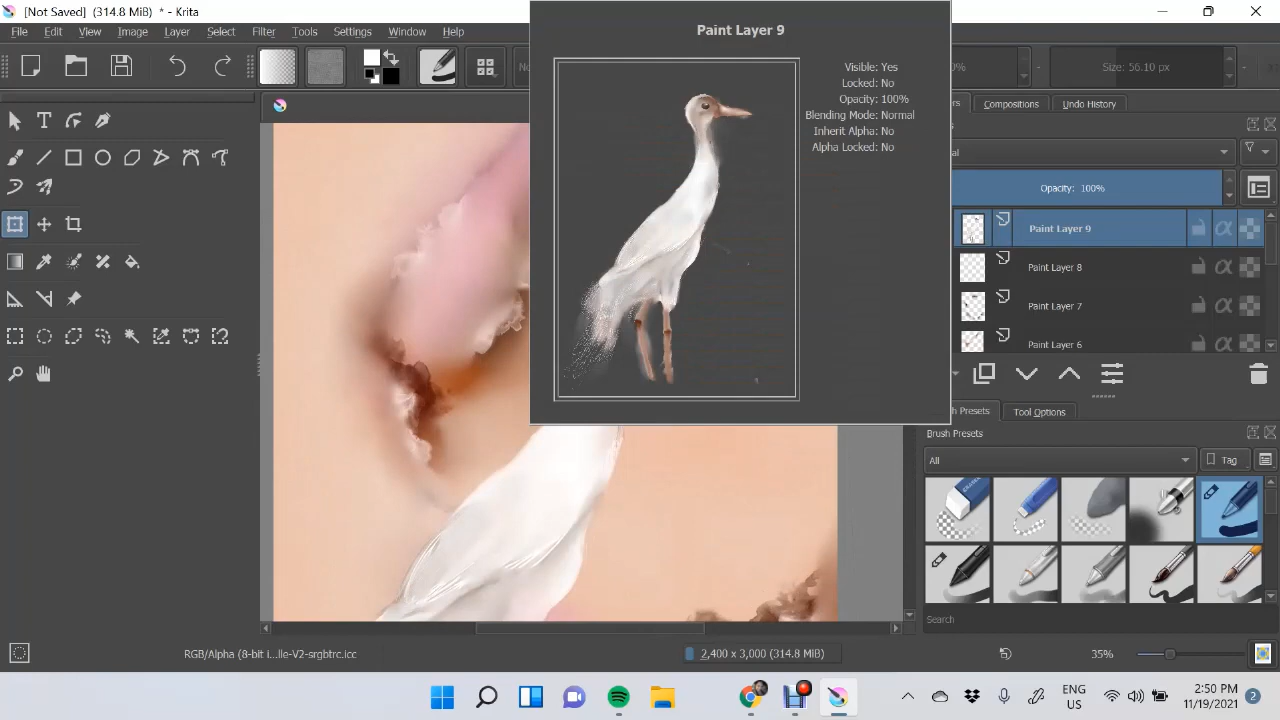 [Not Saved] (314.8 MiB) * - Krita
File Edit View Image Layer Select Filter Tools Settings Window Help
Size: 56.10 px
Paint Layer 9
Visible: Yes
Locked: No
Opacity: 100%
Blending Mode: Normal
Inherit Alpha: No
Alpha Locked: No
Compositions Undo History
Opacity: 100%
Paint Layer 9
Paint Layer 8
Paint Layer 7
Paint Layer 6
Tool Options
Brush Presets
All Tag
Search
RGB/Alpha (8-bit i...lle-V2-srgbtrc.icc 2,400 x 3,000 (314.8 MiB) 35%
ENG
US
2:50 PM
11/19/2021
2